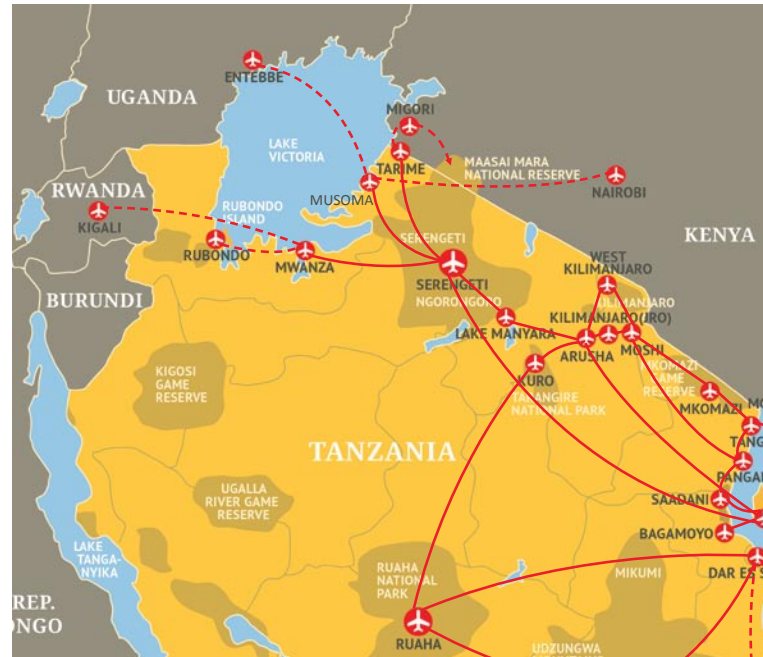 ENTEBBE
UGANDA
MIGORI
LAKE
VICTORIA
TARIME
MAASAI MARA
NATIONAL RESERVE
RWANDA
MUSOMA
NAIROBI
RUBONDO
ISLAND
KIGALI
SERENGETI
KENYA
RUBONDO
MWANZA
WEST
KILIMANJARO
SERENGETI
BURUNDI
NGORONGORO
KILIMANJARO(JRO)
LAKE MANYARA
ARUSHA
MOSHI
KIGOSI
GAME
RESERVE
KURO
MKOMAZI
GAME
RESERVE
TARANGIRE
NATIONAL PARK
MKOMAZI
TANZANIA
UGALLA
RIVER GAME
RESERVE
SAADANI
BAGAMOYO
LAKE
TANGA-
NYIKA
DAR ES S
RUAHA
NATIONAL
PARK
MIKUMI
REP.
ONGO
RUAHA
UDZUNGWA